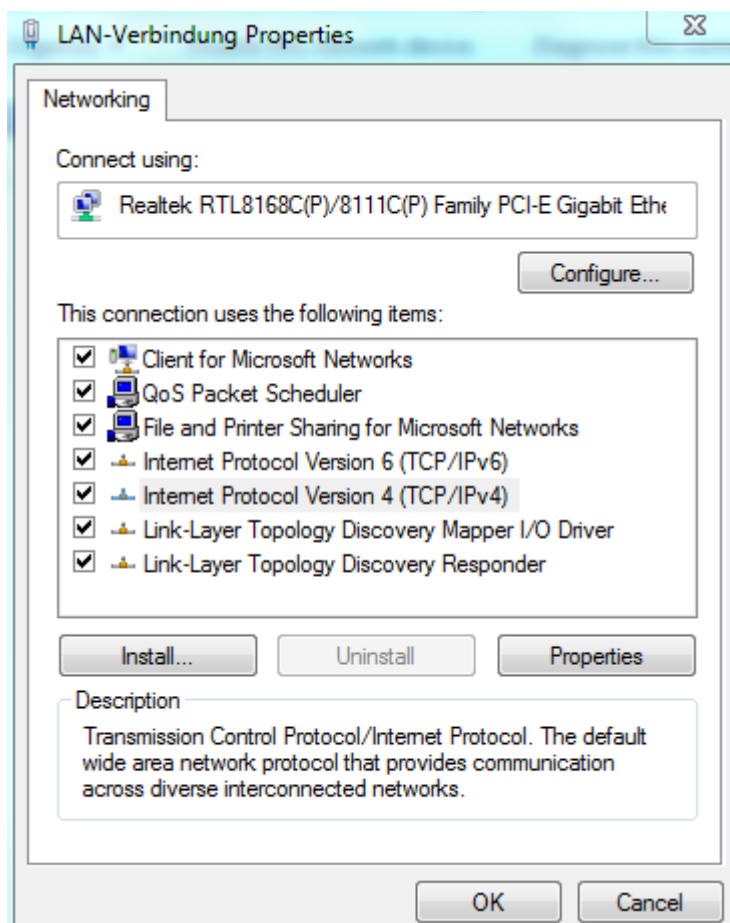 LAN-Verbindung Properties
Networking
Connect using:
Realtek RTL8168C(P)/8111C(P) Family PCI-E Gigabit Ethe
Configure...
This connection uses the following items:
Client for Microsoft Networks
QoS Packet Scheduler
File and Printer Sharing for Microsoft Networks
Internet Protocol Version 6 (TCP/IPv6)
Internet Protocol Version 4 (TCP/IPv4)
Link-Layer Topology Discovery Mapper I/O Driver
Link-Layer Topology Discovery Responder
Install...
Uninstall
Properties
Description
Transmission Control Protocol/Internet Protocol. The default
wide area network protocol that provides communication
across diverse interconnected networks.
OK
Cancel